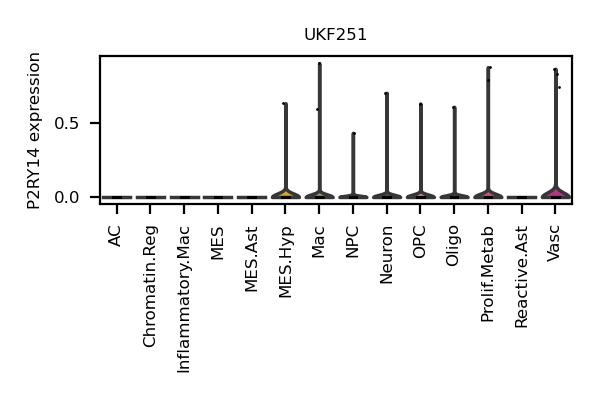 UKF251
P2RY14 expression
0.5
0.0
AC
Chromatin.Reg
Inflammatory.Mac
MES
MES.Ast
MES.Hyp
Mac
NPC
Neuron
OPC
Oligo
Prolif.Metab
Reactive.Ast
Vasc